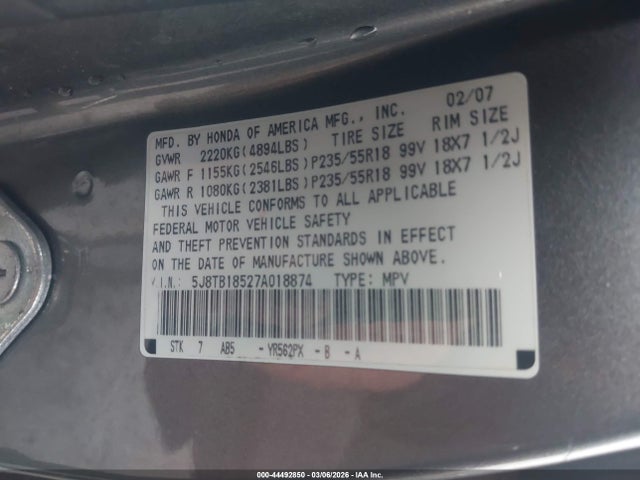 MFD. BY HONDA OF AMERICA MFG., INC. 02/07
GVWR 2220KG(4894LBS) TIRE SIZE RIM SIZE
GAWR F 1155KG(2546LBS)P235/55R18 99V 18X7 1/2J
GAWR R 1080KG(2381LBS)P235/55R18 99V 18X7 1/2J
THIS VEHICLE CONFORMS TO ALL APPLICABLE
FEDERAL MOTOR VEHICLE SAFETY
AND THEFT PREVENTION STANDARDS IN EFFECT
ON THE DATE OF MANUFACTURE SHOWN ABOVE.
V.I.N.: 5J8TB18527A018874 TYPE: MPV
STK 7 AB5 -YR562PX -B -A
000-44492850 | 03/06/2026 | IAA Inc.